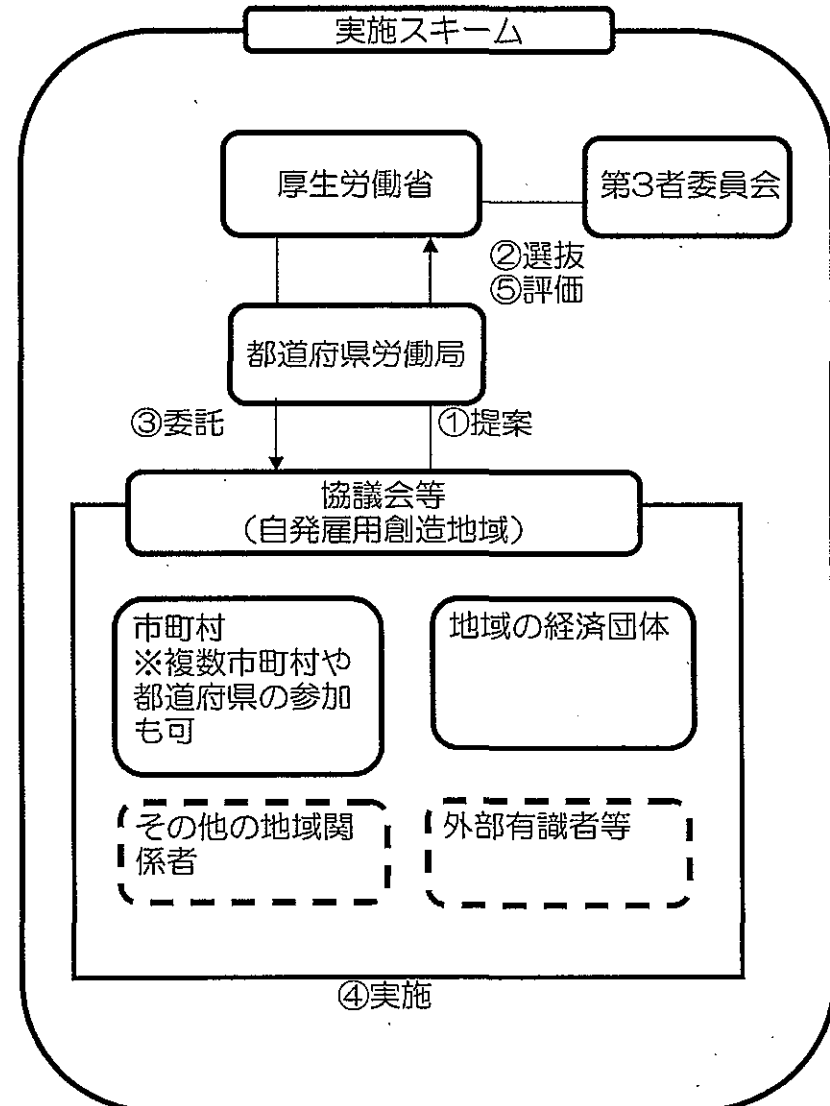 実施スキーム
厚生労働省
第3者委員会
②選抜
⑤評価
都道府県労働局
③委託
①提案
協議会等
（自発雇用創造地域）
市町村
※複数市町村や
都道府県の参加
も可
地域の経済団体
その他の地域関
係者
外部有識者等
④実施